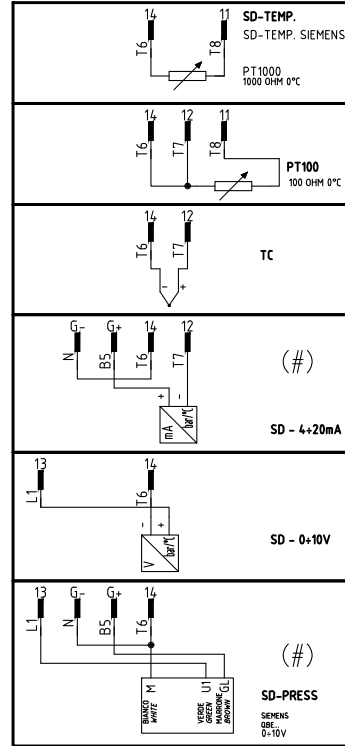 14 11 SD-TEMP.
SD-TEMP. SIEMENS
T6 T8
PT1000
1000 OHM 0°C
14 12 11
T6 T7 T8
PT100
100 OHM 0°C
14 12
T6 T7
TC
- +
G- G+ 14 12
N B5 T6 T7
(#)
+ -
mA bar/°C
SD - 4÷20mA
13 14
L1 T6
- +
V bar/°C
SD - 0÷10V
13 G- G+ 14
L1 N B5 T6
(#)
M U1 GL
BIANCO VERDE MARRONE
WHITE GREEN BROWN
SD-PRESS
SIEMENS
QBE...
0÷10V